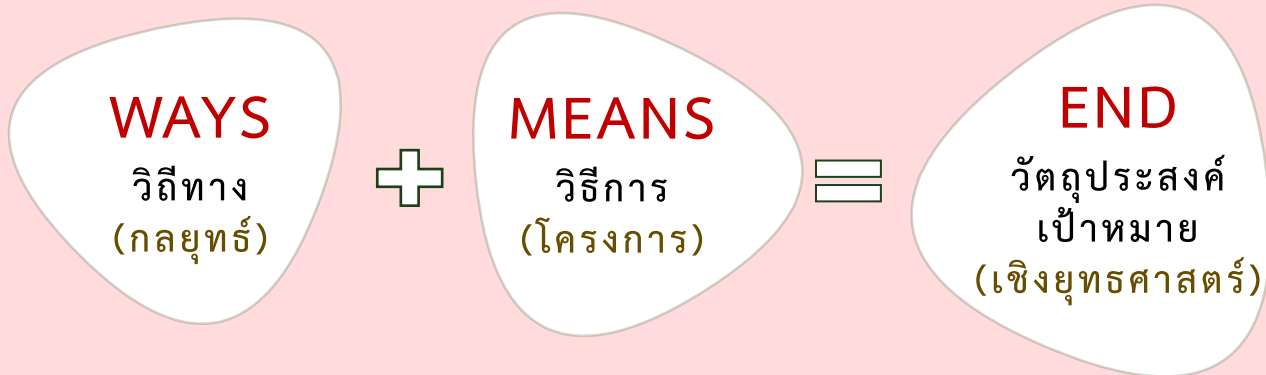 WAYS
วิถีทาง
(กลยุทธ์)
MEANS
วิธีการ
(โครงการ)
END
วัตถุประสงค์
เป้าหมาย
(เชิงยุทธศาสตร์)